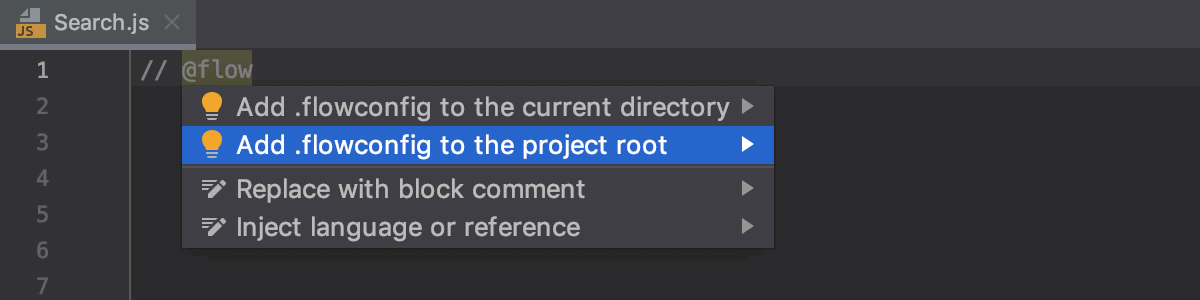 JS Search.js
1 // @flow
2 Add .flowconfig to the current directory
3 Add .flowconfig to the project root
4 Replace with block comment
5 Inject language or reference
6
7